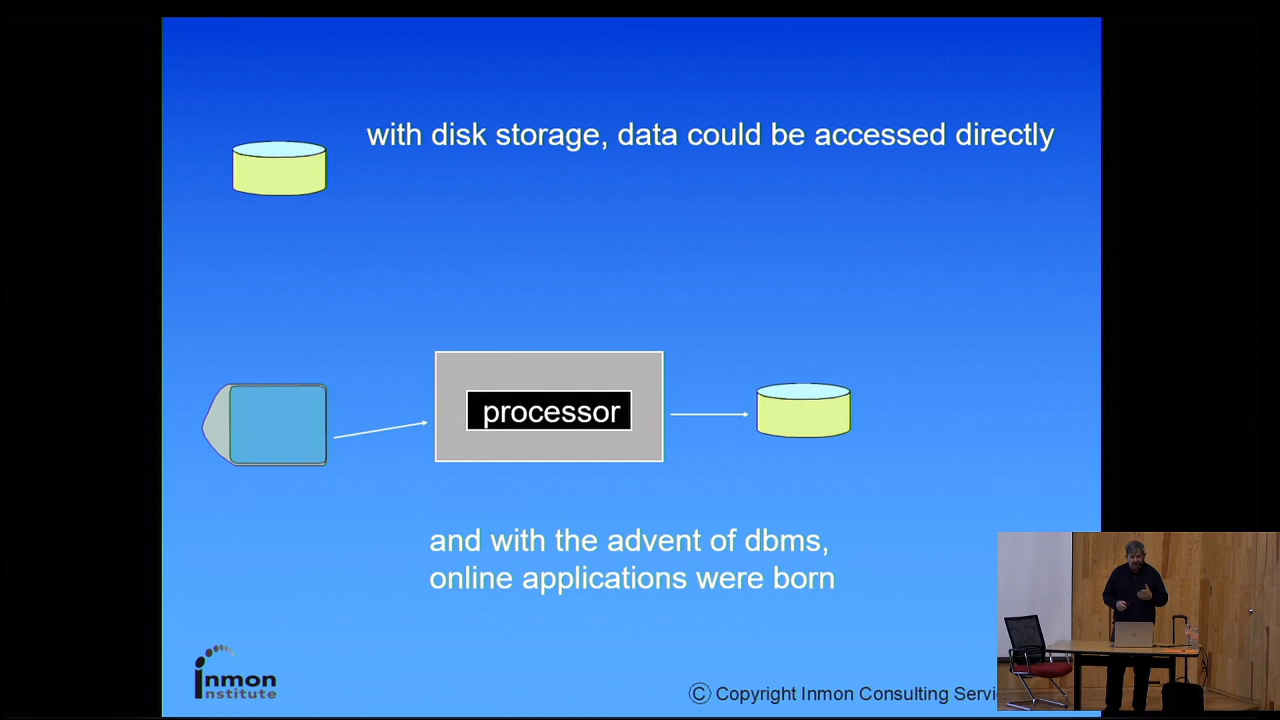 with disk storage, data could be accessed directly
processor
and with the advent of dbms,
online applications were born
inmon
institute
© Copyright Inmon Consulting